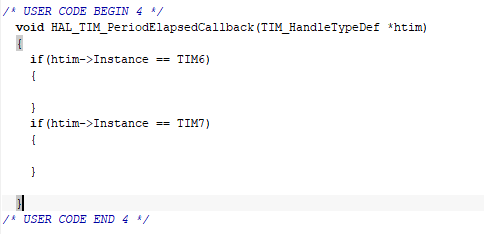 /* USER CODE BEGIN 4 */
void HAL_TIM_PeriodElapsedCallback(TIM_HandleTypeDef *htim)
{
if(htim->Instance == TIM6)
{
}
if(htim->Instance == TIM7)
{
}
}
/* USER CODE END 4 */